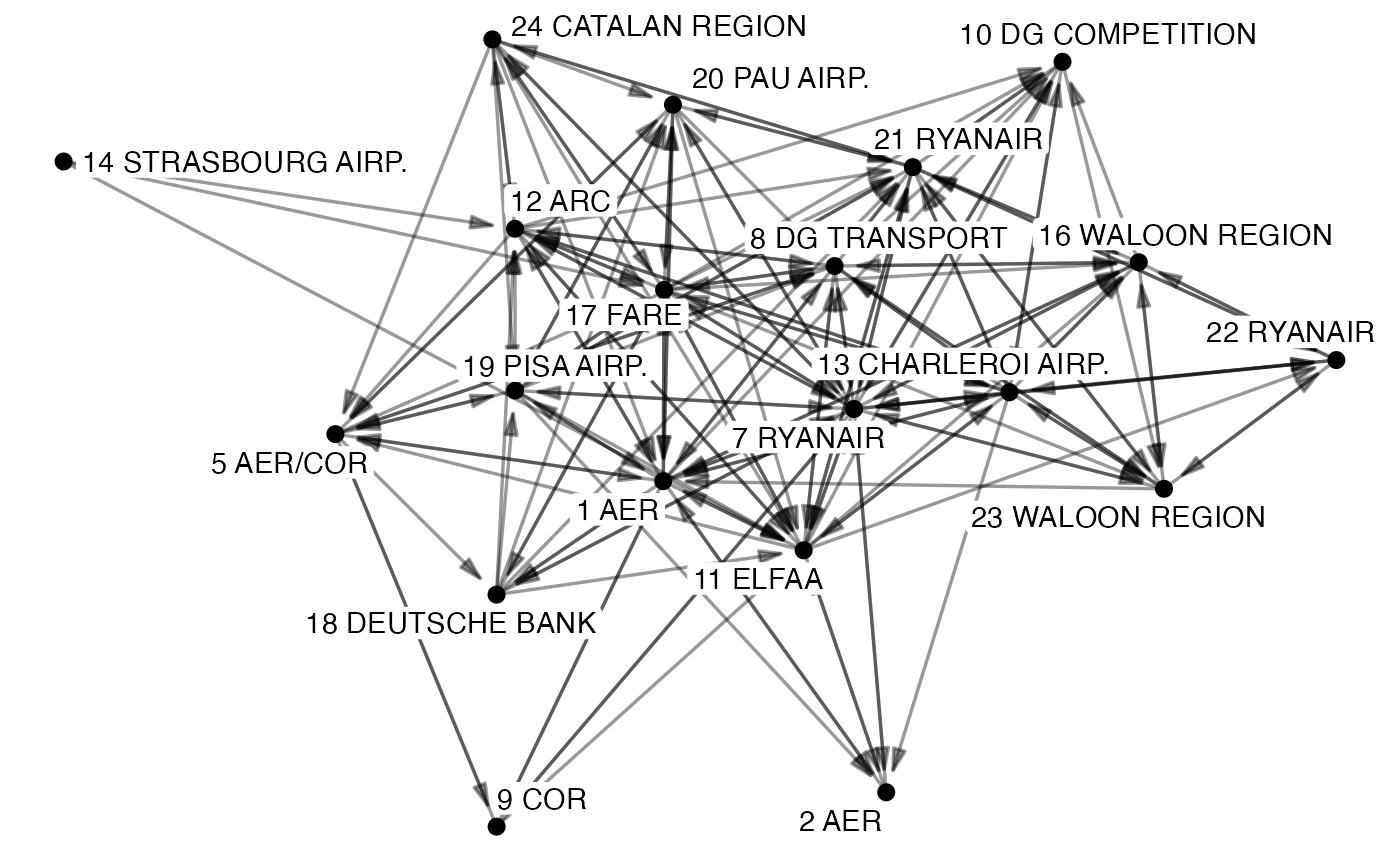 24 CATALAN REGION
10 DG COMPETITION
20 PAU AIRP.
21 RYANAIR
14 STRASBOURG AIRP.
12 ARC
8 DG TRANSPORT
16 WALOON REGION
17 FARE
22 RYANAIR
19 PISA AIRP.
13 CHARLEROI AIRP.
7 RYANAIR
5 AER/COR
1 AER
23 WALOON REGION
11 ELFAA
18 DEUTSCHE BANK
9 COR
2 AER